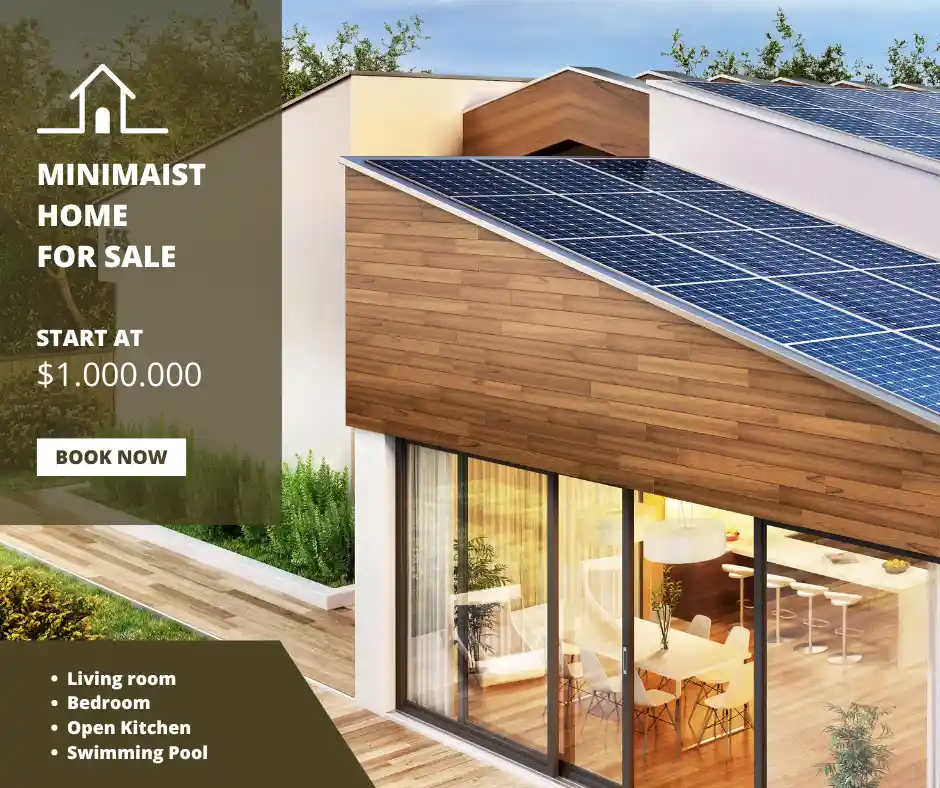 MINIMAIST
HOME
FOR SALE
START AT
$1.000.000
BOOK NOW
• Living room
• Bedroom
• Open Kitchen
• Swimming Pool